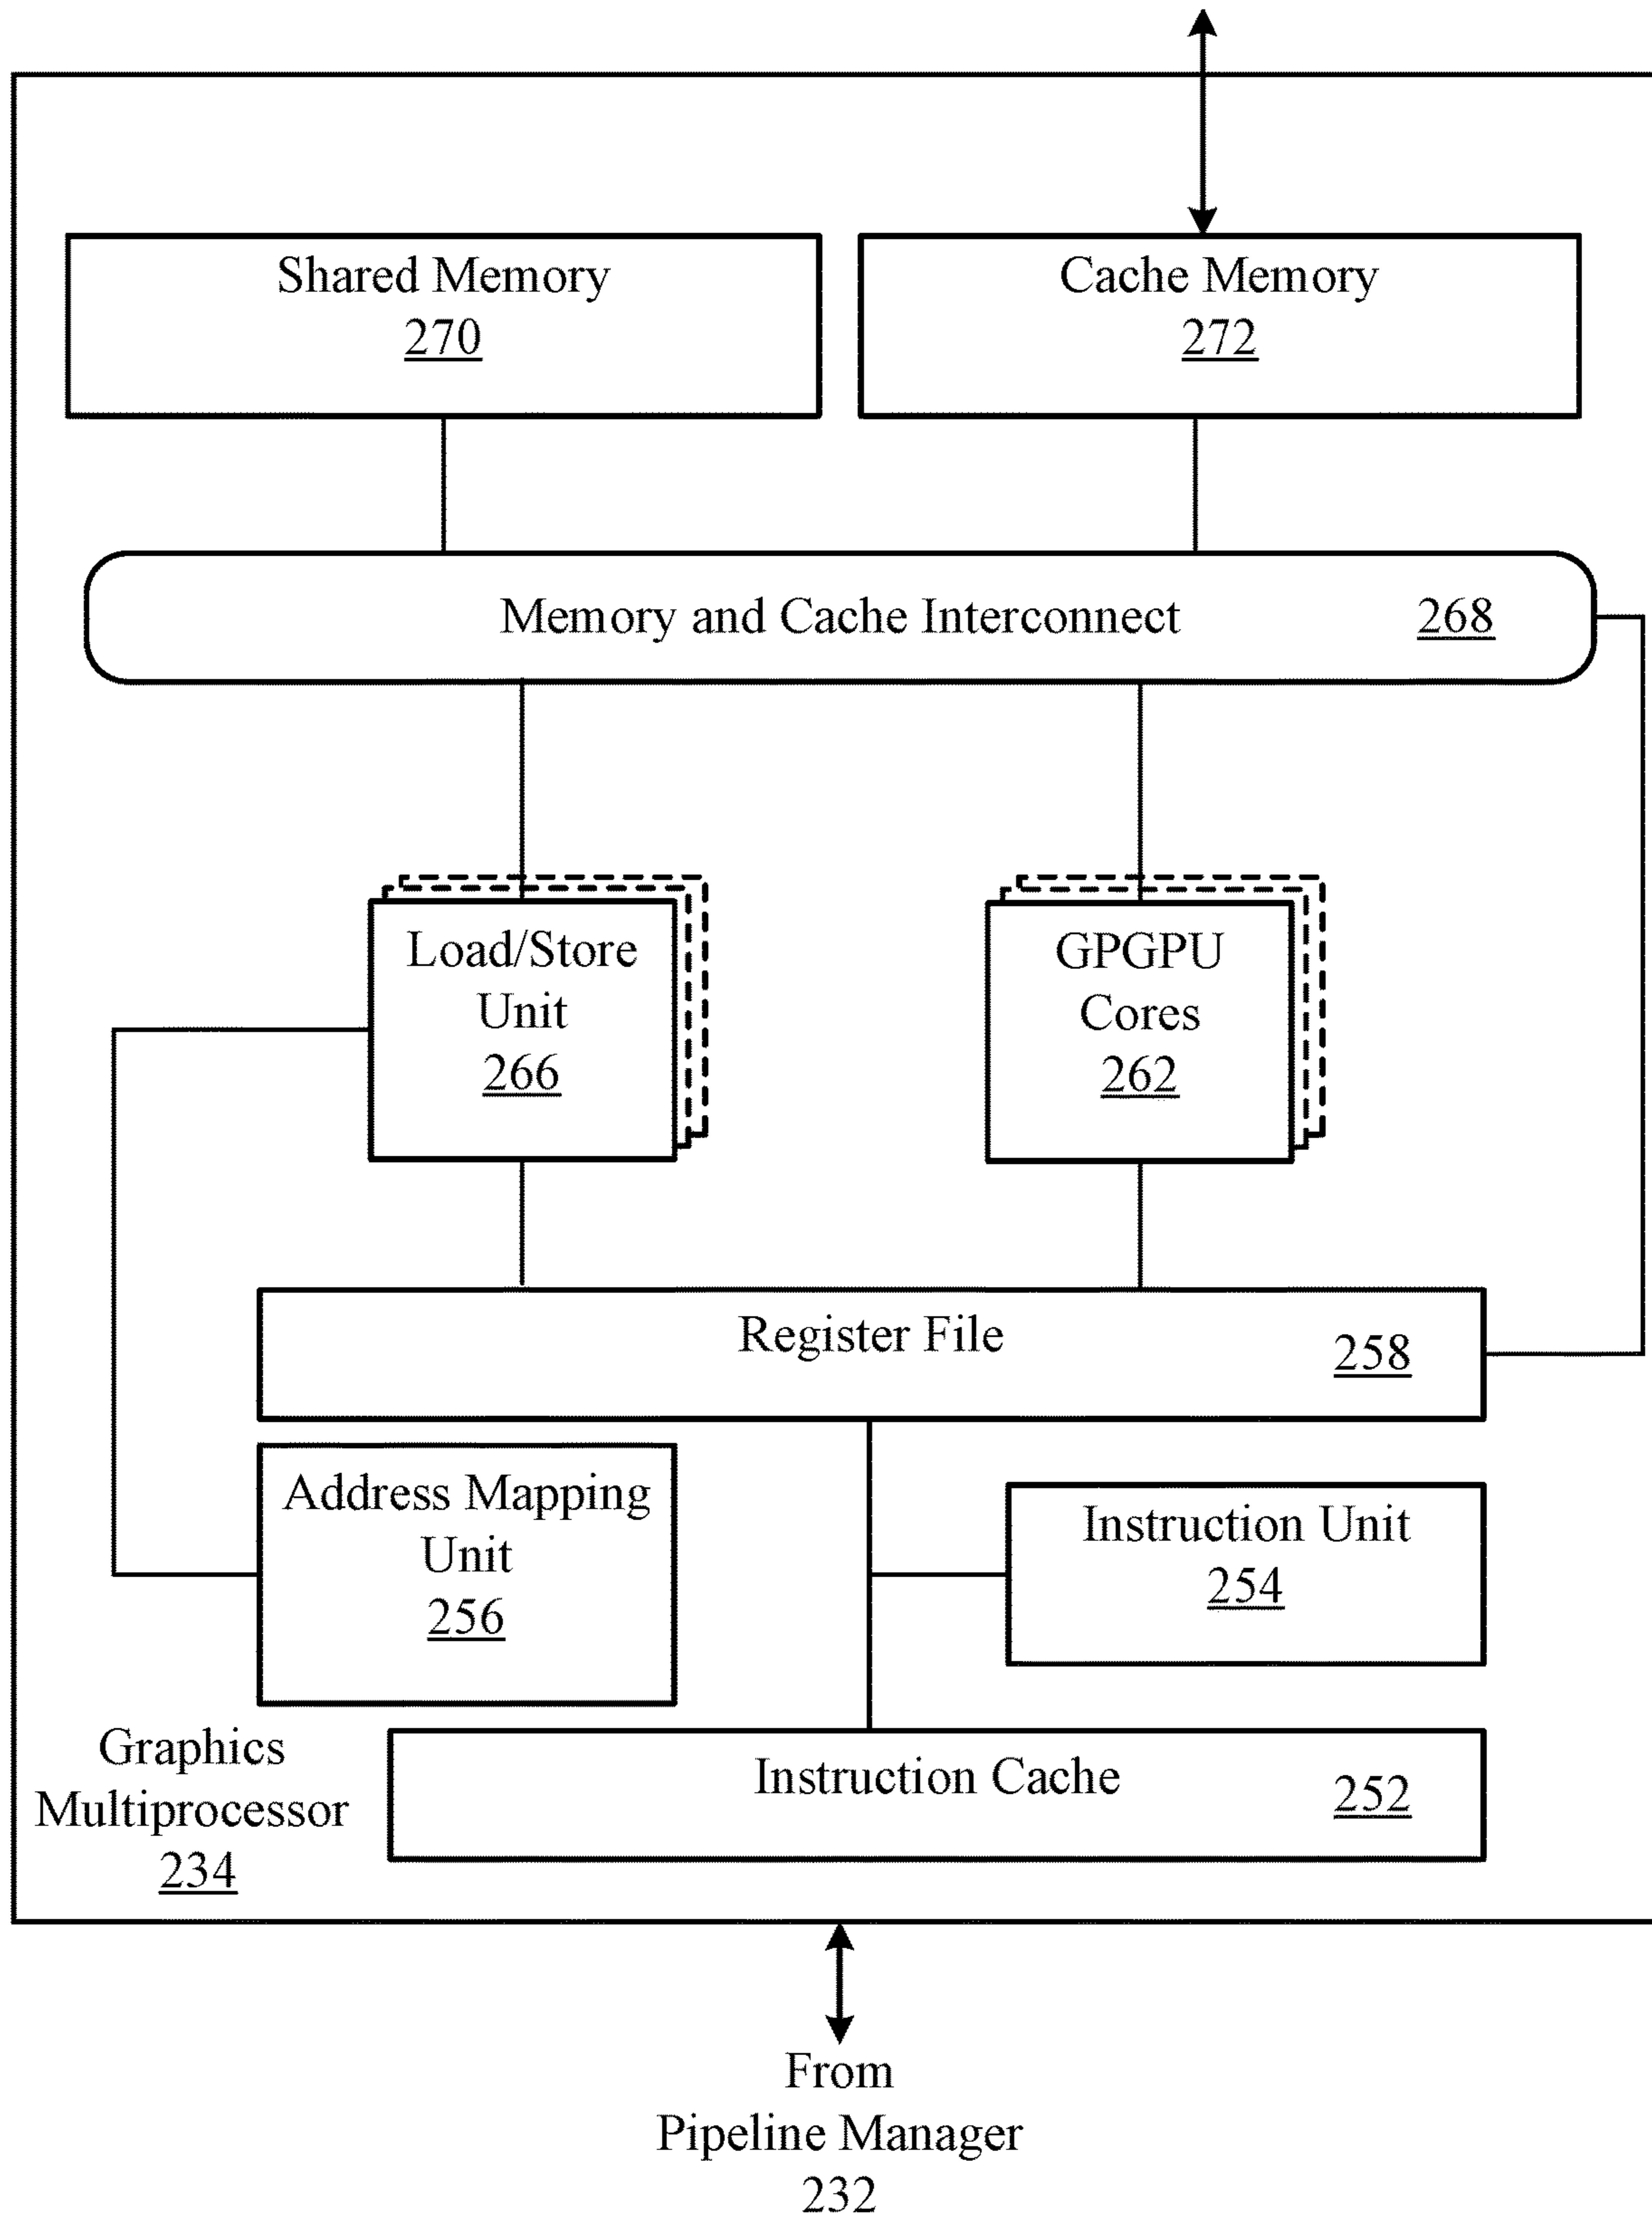 Shared Memory
270
Cache Memory
272
Memory and Cache Interconnect 268
Load/Store
Unit
266
GPGPU
Cores
262
Register File 258
Address Mapping
Unit
256
Instruction Unit
254
Graphics
Multiprocessor
234
Instruction Cache 252
From
Pipeline Manager
232